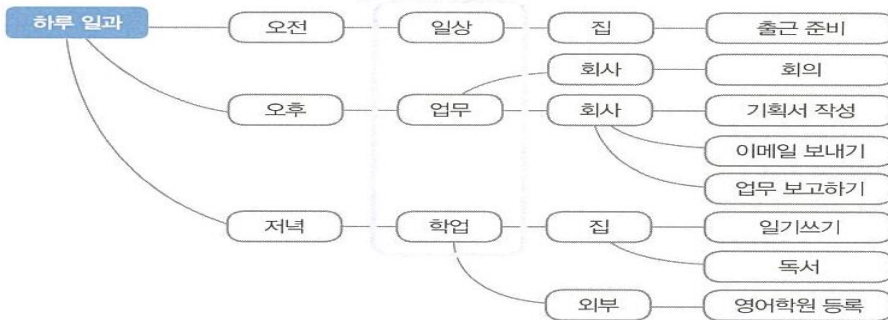 하루 일과 오전 일상 집 출근 준비
회사 회의
오후 업무 회사 기획서 작성
이메일 보내기
업무 보고하기
저녁 학업 집 일기쓰기
독서
외부 영어학원 등록